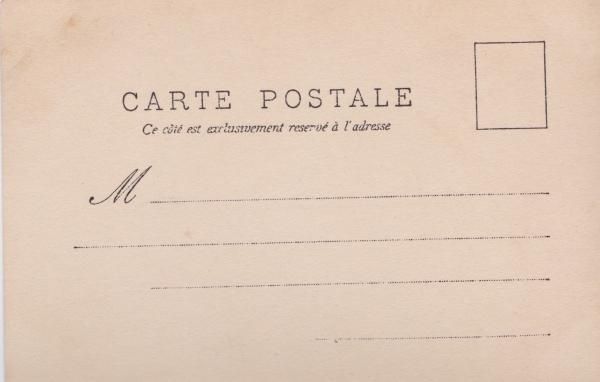 CARTE POSTALE
Ce côté est exclusivement reservé à l'adresse
M